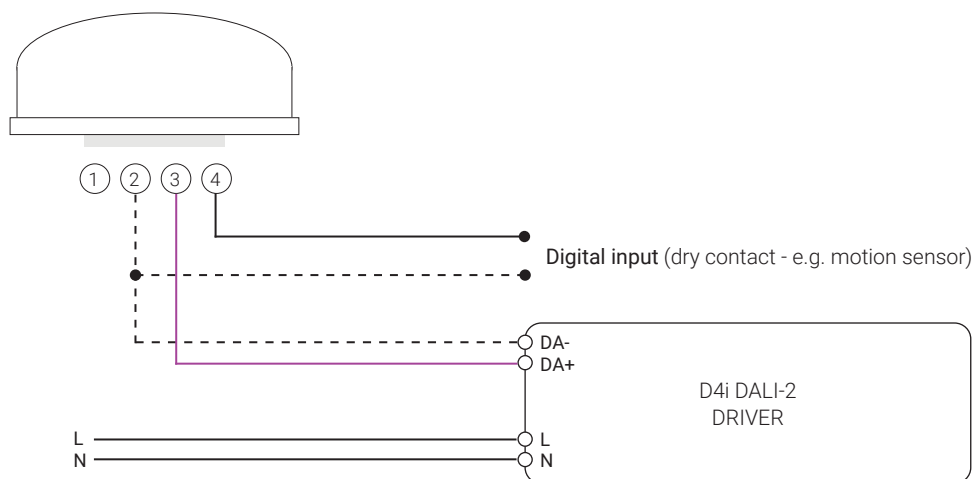 1 2 3 4
Digital input (dry contact - e.g. motion sensor)
DA-
DA+
D4i DALI-2
DRIVER
L L
N N